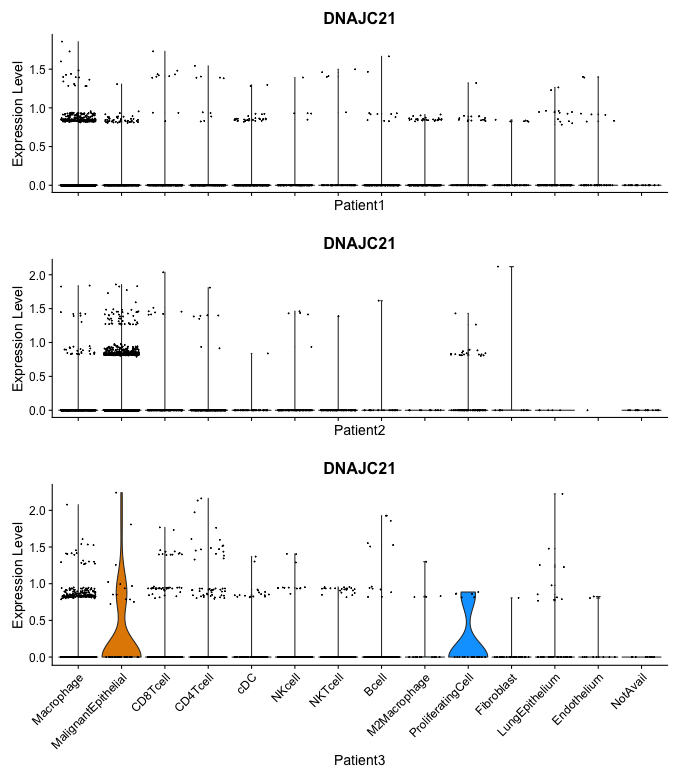 DNAJC21
Expression Level
1.5
1.0
0.5
0.0
Patient1
DNAJC21
Expression Level
2.0
1.5
1.0
0.5
0.0
Patient2
DNAJC21
Expression Level
2.0
1.5
1.0
0.5
0.0
Macrophage
MalignantEpithelial
CD8Tcell
CD4Tcell
cDC
NKcell
NKTcell
Bcell
M2Macrophage
ProliferatingCell
Fibroblast
LungEpithelium
Endothelium
NotAvail
Patient3